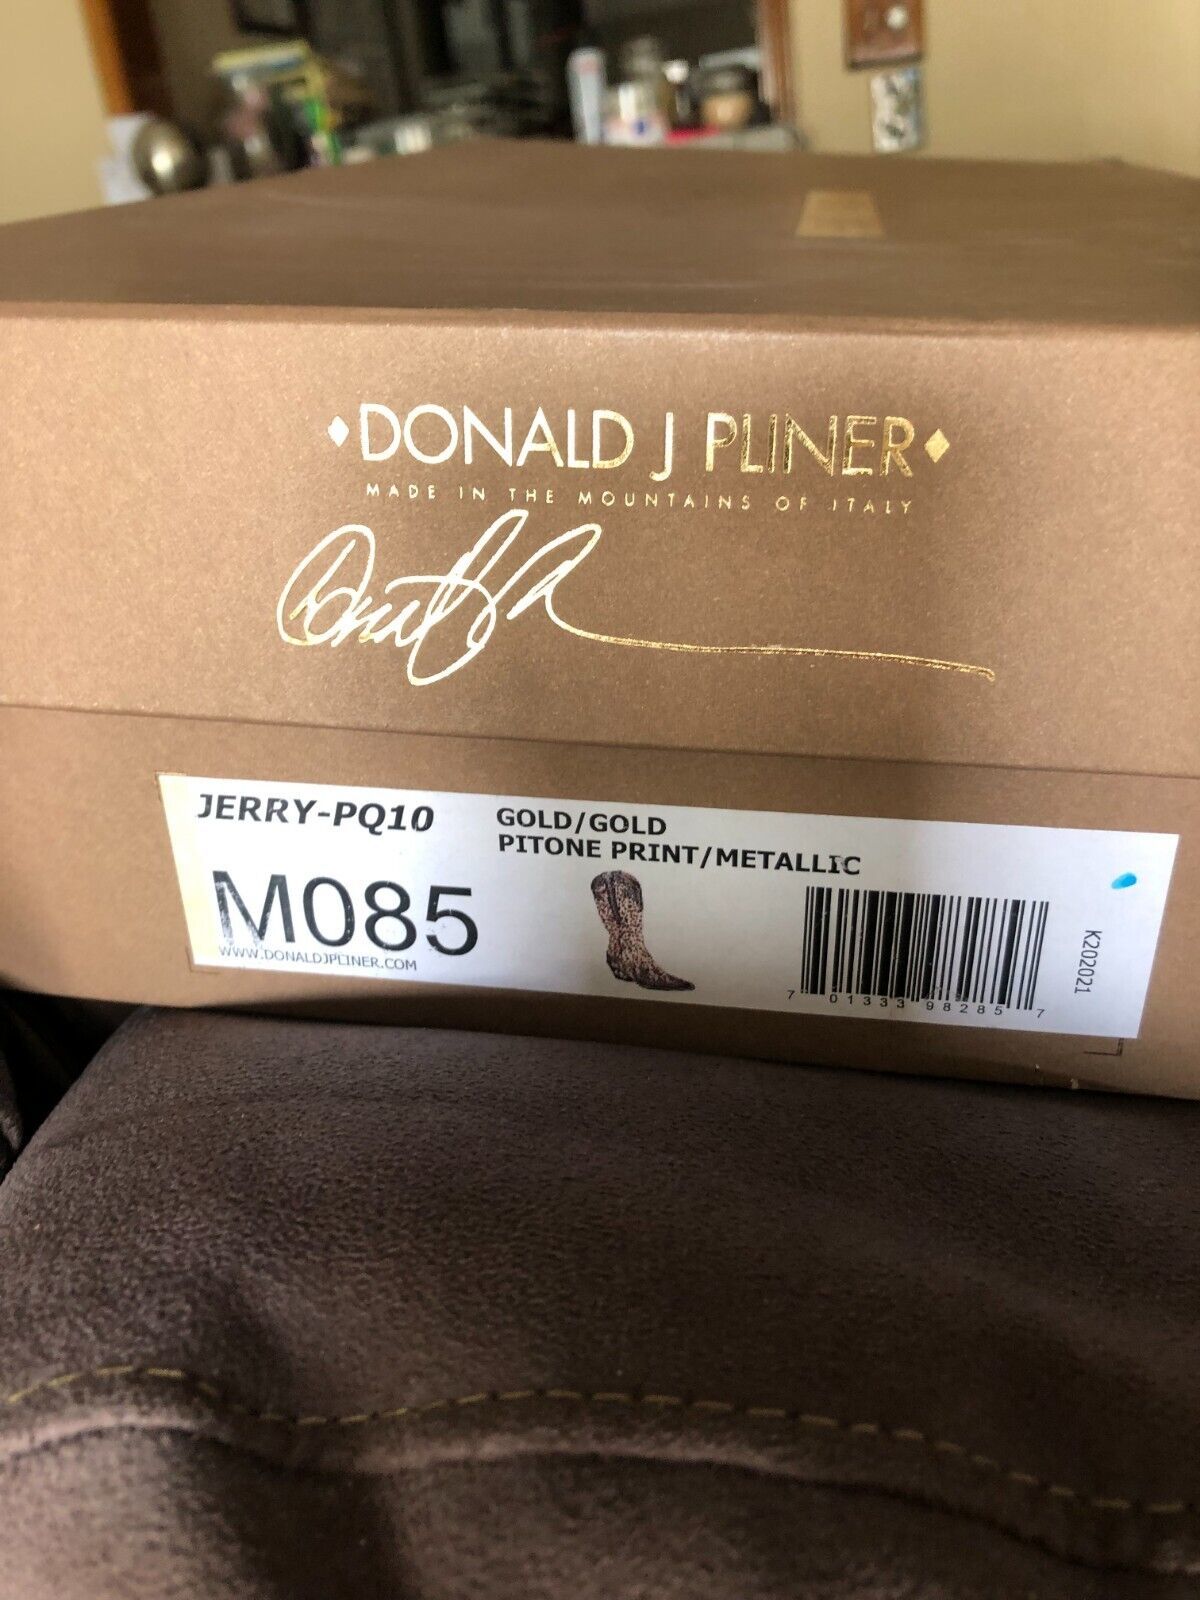 DONALD J PLINER
MADE IN THE MOUNTAINS OF ITALY
JERRY-PQ10
GOLD/GOLD
PITONE PRINT/METALLIC
M085
WWW.DONALDJPLINER.COM
7 01333 98285 7
K202021